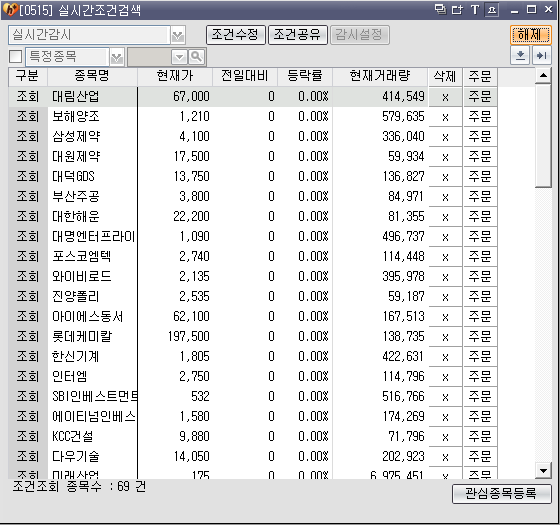 [0515] 실시간조건검색
실시간감시 조건수정 조건공유 감시설정 해제
특정종목
구분 종목명 현재가 전일대비 등락률 현재거래량 삭제 주문
조회 대림산업 67,000 0 0.00% 414,549 x 주문
조회 보해양조 1,210 0 0.00% 579,635 x 주문
조회 삼성제약 4,100 0 0.00% 336,040 x 주문
조회 대원제약 17,500 0 0.00% 59,934 x 주문
조회 대덕GDS 13,750 0 0.00% 136,827 x 주문
조회 부산주공 3,800 0 0.00% 84,971 x 주문
조회 대한해운 22,200 0 0.00% 81,355 x 주문
조회 대명엔터프라이 1,090 0 0.00% 496,737 x 주문
조회 포스코엠텍 2,740 0 0.00% 114,448 x 주문
조회 와이비로드 2,135 0 0.00% 395,978 x 주문
조회 진양폴리 2,535 0 0.00% 59,187 x 주문
조회 아이에스동서 62,100 0 0.00% 167,513 x 주문
조회 롯데케미칼 197,500 0 0.00% 138,735 x 주문
조회 한신기계 1,805 0 0.00% 422,631 x 주문
조회 인터엠 2,750 0 0.00% 114,796 x 주문
조회 SBI인베스트먼트 532 0 0.00% 516,766 x 주문
조회 에이티넘인베스 1,580 0 0.00% 174,269 x 주문
조회 KCC건설 9,880 0 0.00% 71,796 x 주문
조회 다우기술 14,050 0 0.00% 202,923 x 주문
조회 미래산업 175 0 0.00% 6,975,451 x 주문
조건조회 종목수 :69 건
관심종목등록